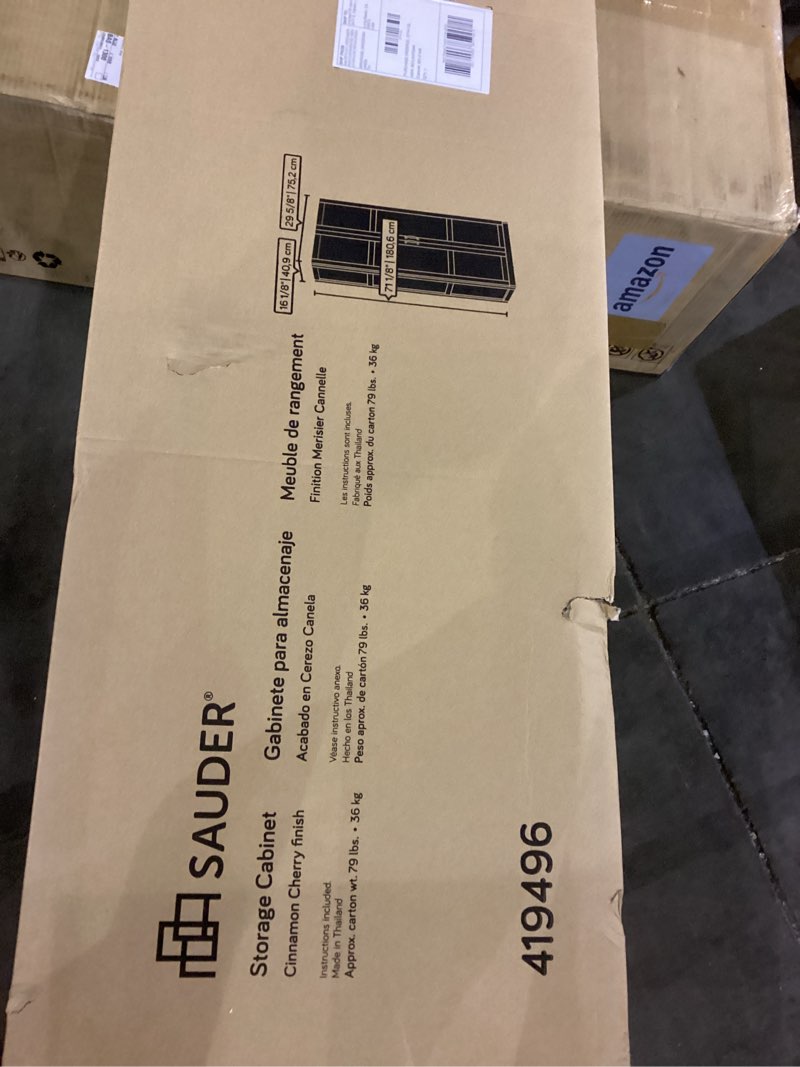 SAUDER®
Storage Cabinet
Cinnamon Cherry finish
Instructions included.
Made in Thailand
Approx. carton wt. 79 lbs. • 36 kg
Gabinete para almacenaje
Acabado en Cerezo Canela
Véase instructivo anexo.
Hecho en los Thailand
Peso aprox. de cartón 79 lbs. • 36 kg
Meuble de rangement
Finition Merisier Cannelle
Les instructions sont incluses.
Fabriqué aux Thailand
Poids approx. du carton 79 lbs. • 36 kg
16 1/8" | 40,9 cm
29 5/8" | 75,2 cm
71 1/8" | 180,6 cm
419496
amazon